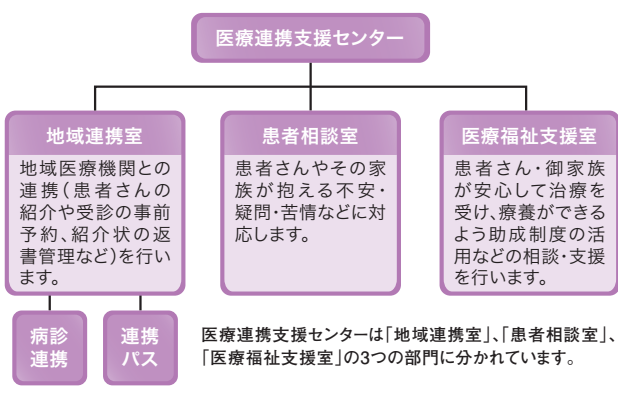 医療連携支援センター
地域連携室
地域医療機関との
連携(患者さんの
紹介や受診の事前
予約、紹介状の返
書管理など)を行い
ます。
患者相談室
患者さんやその家
族が抱える不安・
疑問・苦情などに対
応します。
医療福祉支援室
患者さん・御家族
が安心して治療を
受け、療養ができる
よう助成制度の活
用などの相談・支援
を行います。
病診
連携
連携
パス
医療連携支援センターは「地域連携室」、「患者相談室」、
「医療福祉支援室」の3つの部門に分かれています。